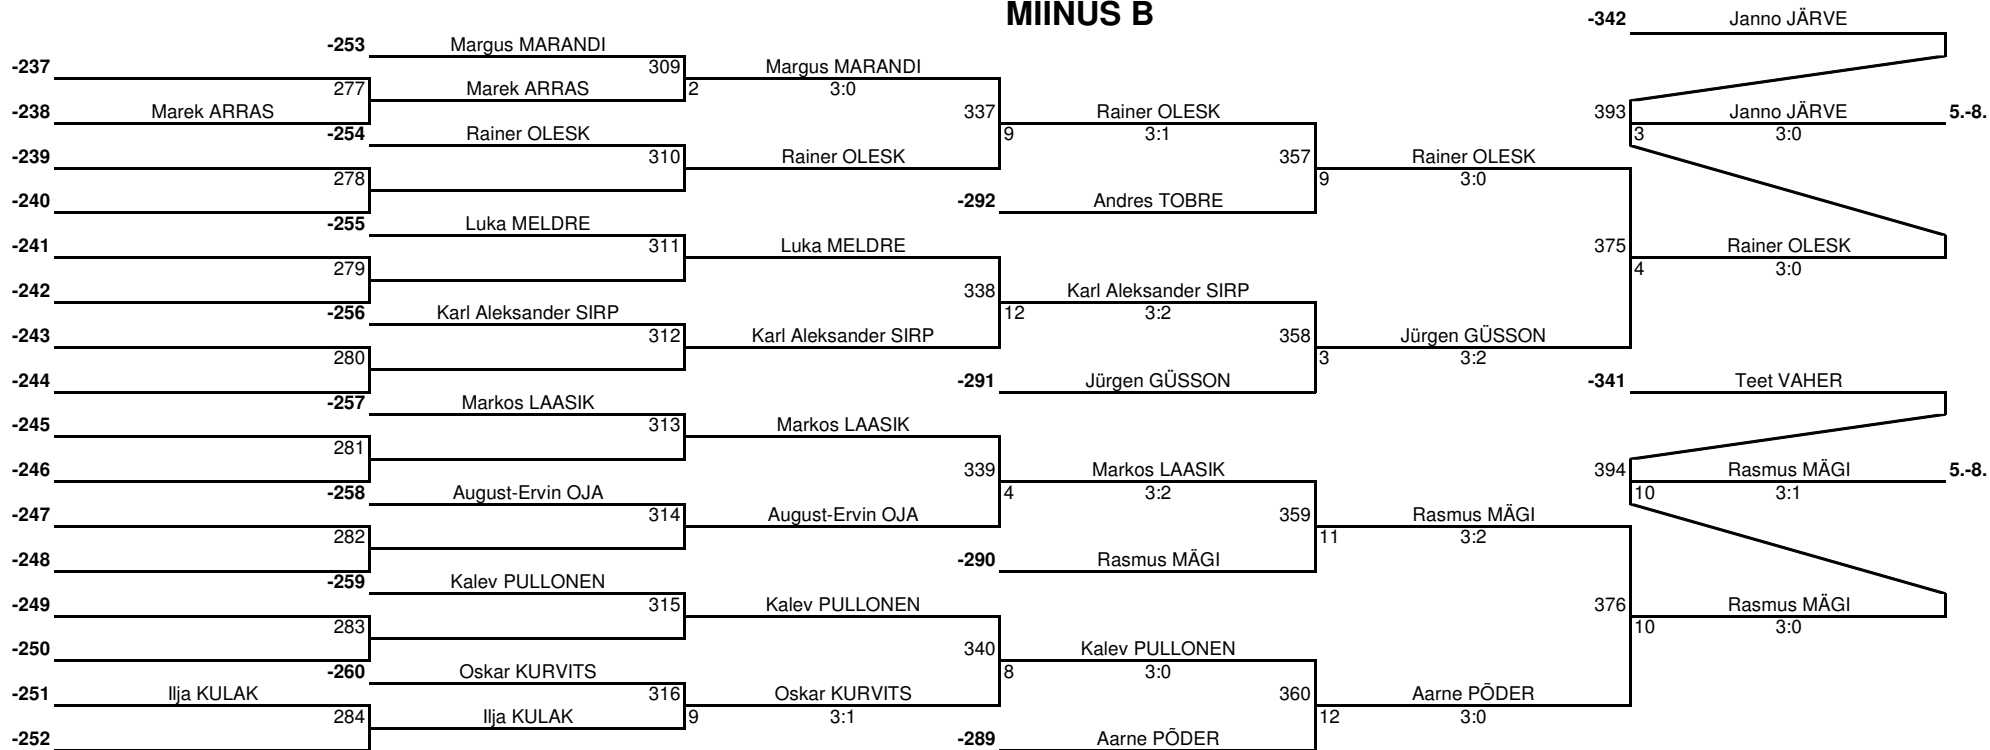 MIINUS B
-342 Janno JÄRVE
-253 Margus MARANDI
-237 309 Margus MARANDI
277 Marek ARRAS 2 3:0
-238 Marek ARRAS 337 Rainer OLESK 393 Janno JÄRVE 5.-8.
-254 Rainer OLESK 9 3:1 3 3:0
-239 310 Rainer OLESK 357 Rainer OLESK
278 9 3:0
-240 -292 Andres TOBRE
-255 Luka MELDRE
-241 311 Luka MELDRE 375 Rainer OLESK
279 4 3:0
-242 338 Karl Aleksander SIRP
-256 Karl Aleksander SIRP 12 3:2
-243 312 Karl Aleksander SIRP 358 Jürgen GÜSSON
280 3 3:2
-244 -291 Jürgen GÜSSON -341 Teet VAHER
-257 Markos LAASIK
-245 313 Markos LAASIK
281
-246 339 Markos LAASIK 394 Rasmus MÄGI 5.-8.
-258 August-Ervin OJA 4 3:2 10 3:1
-247 314 August-Ervin OJA 359 Rasmus MÄGI
282 11 3:2
-248 -290 Rasmus MÄGI
-259 Kalev PULLONEN
-249 315 Kalev PULLONEN 376 Rasmus MÄGI
283 10 3:0
-250 340 Kalev PULLONEN
-260 Oskar KURVITS 8 3:0
-251 Ilja KULAK 316 Oskar KURVITS 360 Aarne PÕDER
284 Ilja KULAK 9 3:1 12 3:0
-252 -289 Aarne PÕDER